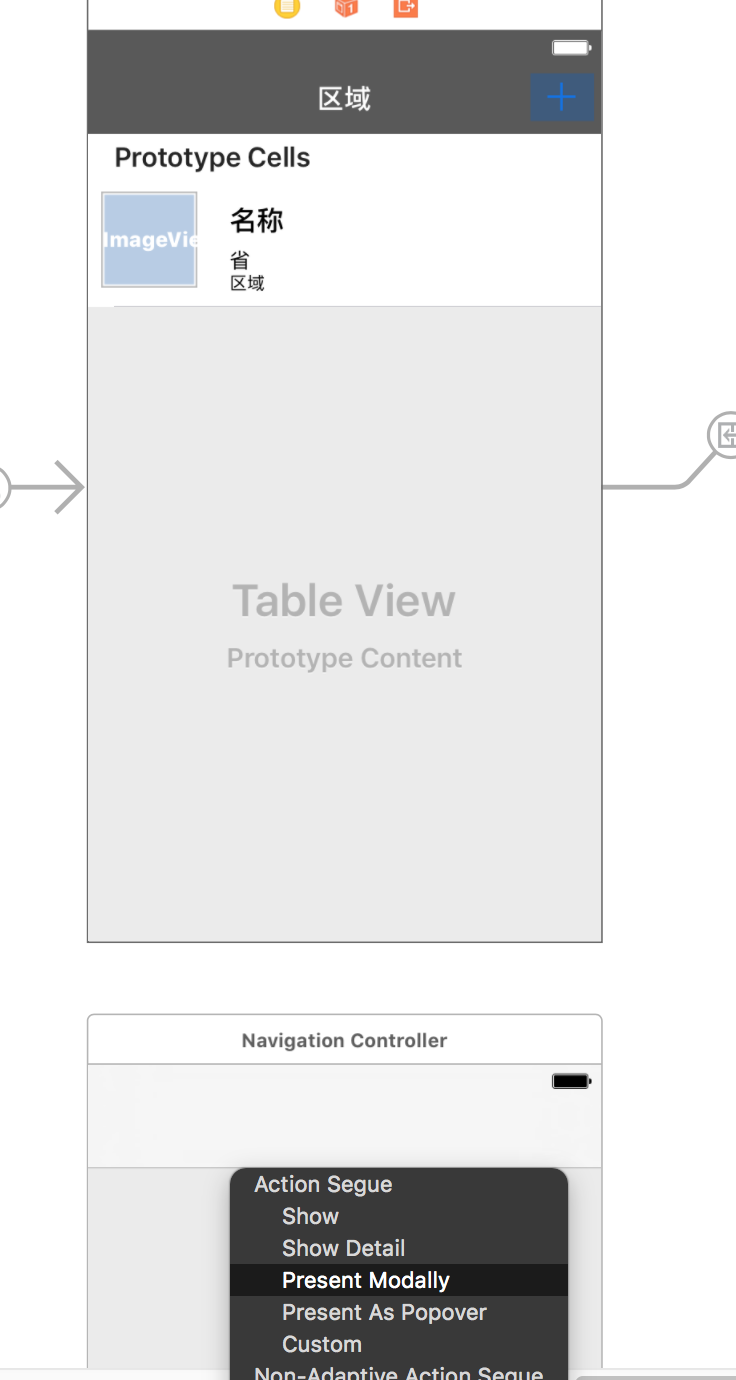 区域
Prototype Cells
ImageVie
名称
省
区域
Table View
Prototype Content
Navigation Controller
Action Segue
Show
Show Detail
Present Modally
Present As Popover
Custom
Non-Adaptive Action Segue